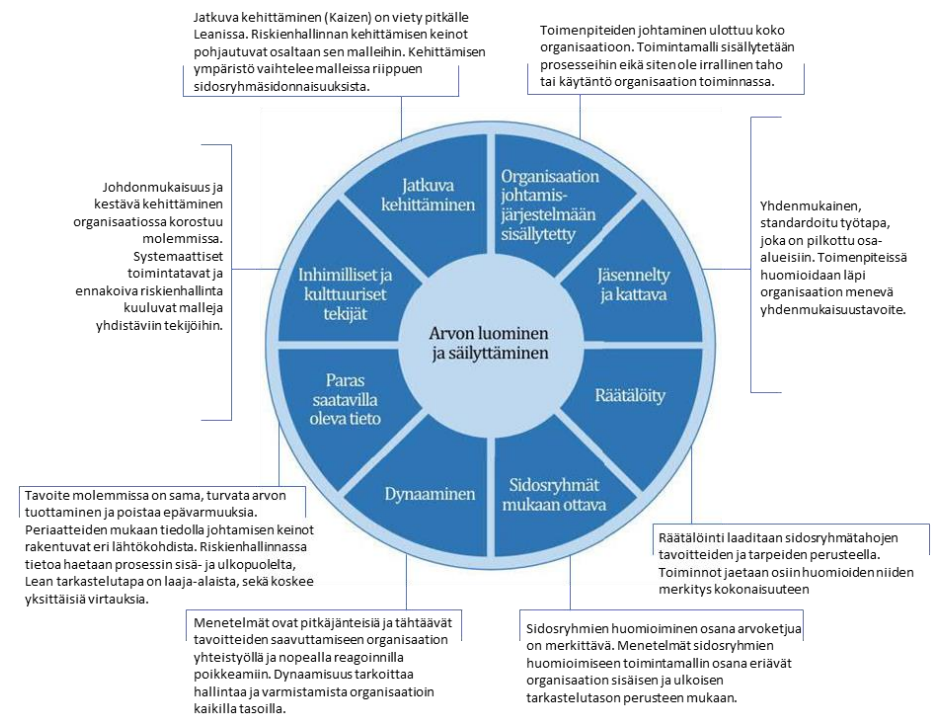 Jatkuva kehittäminen (Kaizen) on viety pitkälle
Leanissa. Riskienhallinnan kehittämisen keinot
pohjautuvat osaltaan sen malleihin. Kehittämisen
ympäristö vaihtelee malleissa riippuen
sidosryhmäsidonnaisuuksista.
Toimenpiteiden johtaminen ulottuu koko
organisaatioon. Toimintamalli sisällytetään
prosesseihin eikä siten ole irrallinen taho
tai käytäntö organisaation toiminnassa.
Johdonmukaisuus ja
kestävä kehittäminen
organisaatiossa korostuu
molemmissa.
Systemaattiset
toimintatavat ja
ennakoiva riskienhallinta
kuuluvat malleja
yhdistäviin tekijöihin.
Jatkuva
kehittäminen
Organisaation
johtamis-
järjestelmään
sisällytetty
Yhdenmukainen,
standardoitu työtapa,
joka on pilkottu osa-
alueisiin. Toimenpiteissä
huomioidaan läpi
organisaation menevä
yhdenmukaisuustavoite.
Inhimilliset ja
kulttuuriset
tekijät
Jäsennelty
ja kattava
Arvon luominen
ja säilyttäminen
Paras
saatavilla
oleva tieto
Räätälöity
Dynaaminen
Sidosryhmät
mukaan ottava
Tavoite molemmissa on sama, turvata arvon
tuottaminen ja poistaa epävarmuuksia.
Periaatteiden mukaan tiedolla johtamisen keinot
rakentuvat eri lähtökohdista. Riskienhallinnassa
tietoa haetaan prosessin sisä- ja ulkopuolelta,
Lean tarkastelutapa on laaja-alaista, sekä koskee
yksittäisiä virtauksia.
Räätälöinti laaditaan sidosryhmätahojen
tavoitteiden ja tarpeiden perusteella.
Toiminnot jaetaan osiin huomioiden niiden
merkitys kokonaisuuteen
Menetelmät ovat pitkäjänteisiä ja tähtäävät
tavoitteiden saavuttamiseen organisaation
yhteistyöllä ja nopealla reagoinnilla
poikkeamiin. Dynaamisuus tarkoittaa
hallintaa ja varmistamista organisaatioin
kaikilla tasoilla.
Sidosryhmien huomioiminen osana arvoketjua
on merkittävä. Menetelmät sidosryhmien
huomioimiseen toimintamallin osana eriävät
organisaation sisäisen ja ulkoisen
tarkastelutason perusteen mukaan.